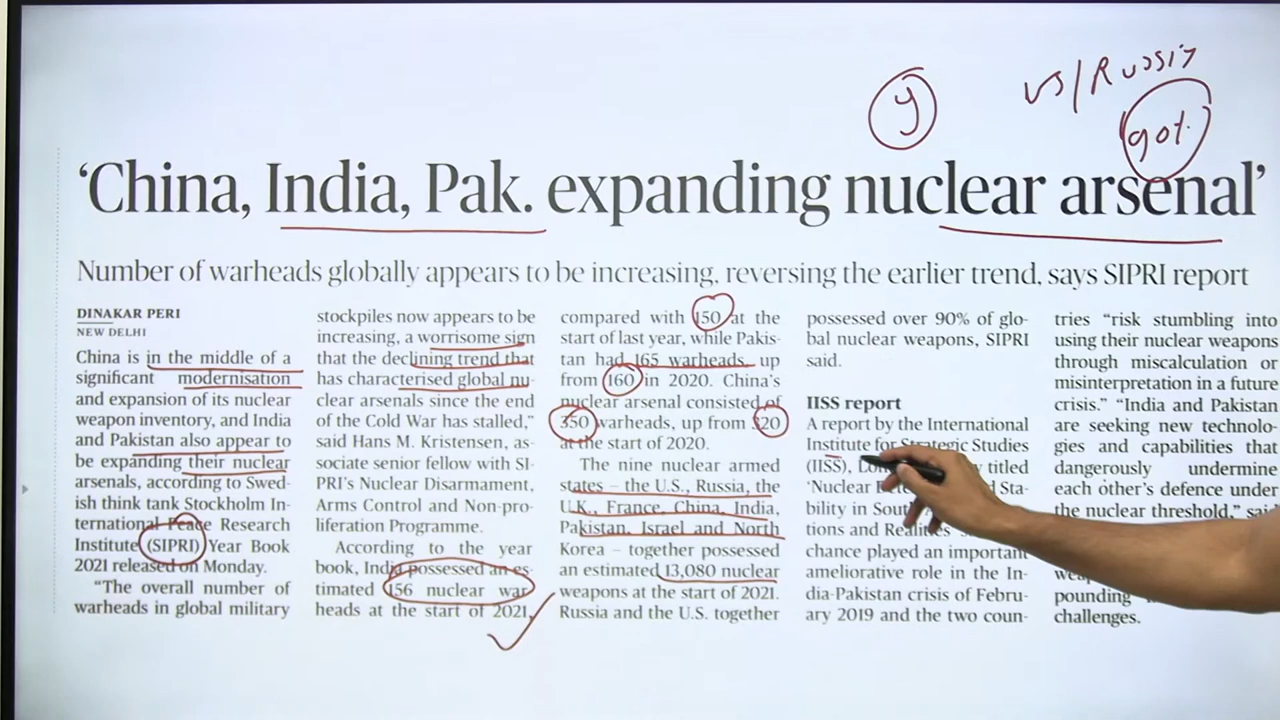 9
US/Russia
90%
‘China, India, Pak. expanding nuclear arsenal’
Number of warheads globally appears to be increasing, reversing the earlier trend, says SIPRI report
DINAKAR PERI
NEW DELHI
China is in the middle of a
significant modernisation
and expansion of its nuclear
weapon inventory, and India
and Pakistan also appear to
be expanding their nuclear
arsenals, according to Swed-
ish think tank Stockholm In-
ternational Peace Research
Institute (SIPRI) Year Book
2021 released on Monday.
“The overall number of
warheads in global military
stockpiles now appears to be
increasing, a worrisome sign
that the declining trend that
has characterised global nu-
clear arsenals since the end
of the Cold War has stalled,”
said Hans M. Kristensen, as-
sociate senior fellow with SI-
PRI’s Nuclear Disarmament,
Arms Control and Non-pro-
liferation Programme.
According to the year
book, India possessed an es-
timated 156 nuclear war
heads at the start of 2021,
compared with 150 at the
start of last year, while Pakis-
tan had 165 warheads, up
from 160 in 2020. China’s
nuclear arsenal consisted of
350 warheads, up from 320
at the start of 2020.
The nine nuclear armed
states – the U.S., Russia, the
U.K., France, China, India,
Pakistan, Israel and North
Korea – together possessed
an estimated 13,080 nuclear
weapons at the start of 2021.
Russia and the U.S. together
possessed over 90% of glo-
bal nuclear weapons, SIPRI
said.
IISS report
A report by the International
Institute for Strategic Studies
(IISS), titled
‘Nuclear Sta-
bility in
tions and Realities’
chance played an important
ameliorative role in the In-
dia-Pakistan crisis of Febru-
ary 2019 and the two coun-
tries “risk stumbling into
using their nuclear weapons
through miscalculation or
misinterpretation in a future
crisis.” “India and Pakistan
are seeking new technolo-
gies and capabilities that
dangerously undermine
each other’s defence under
the nuclear threshold,”
pounding
challenges.